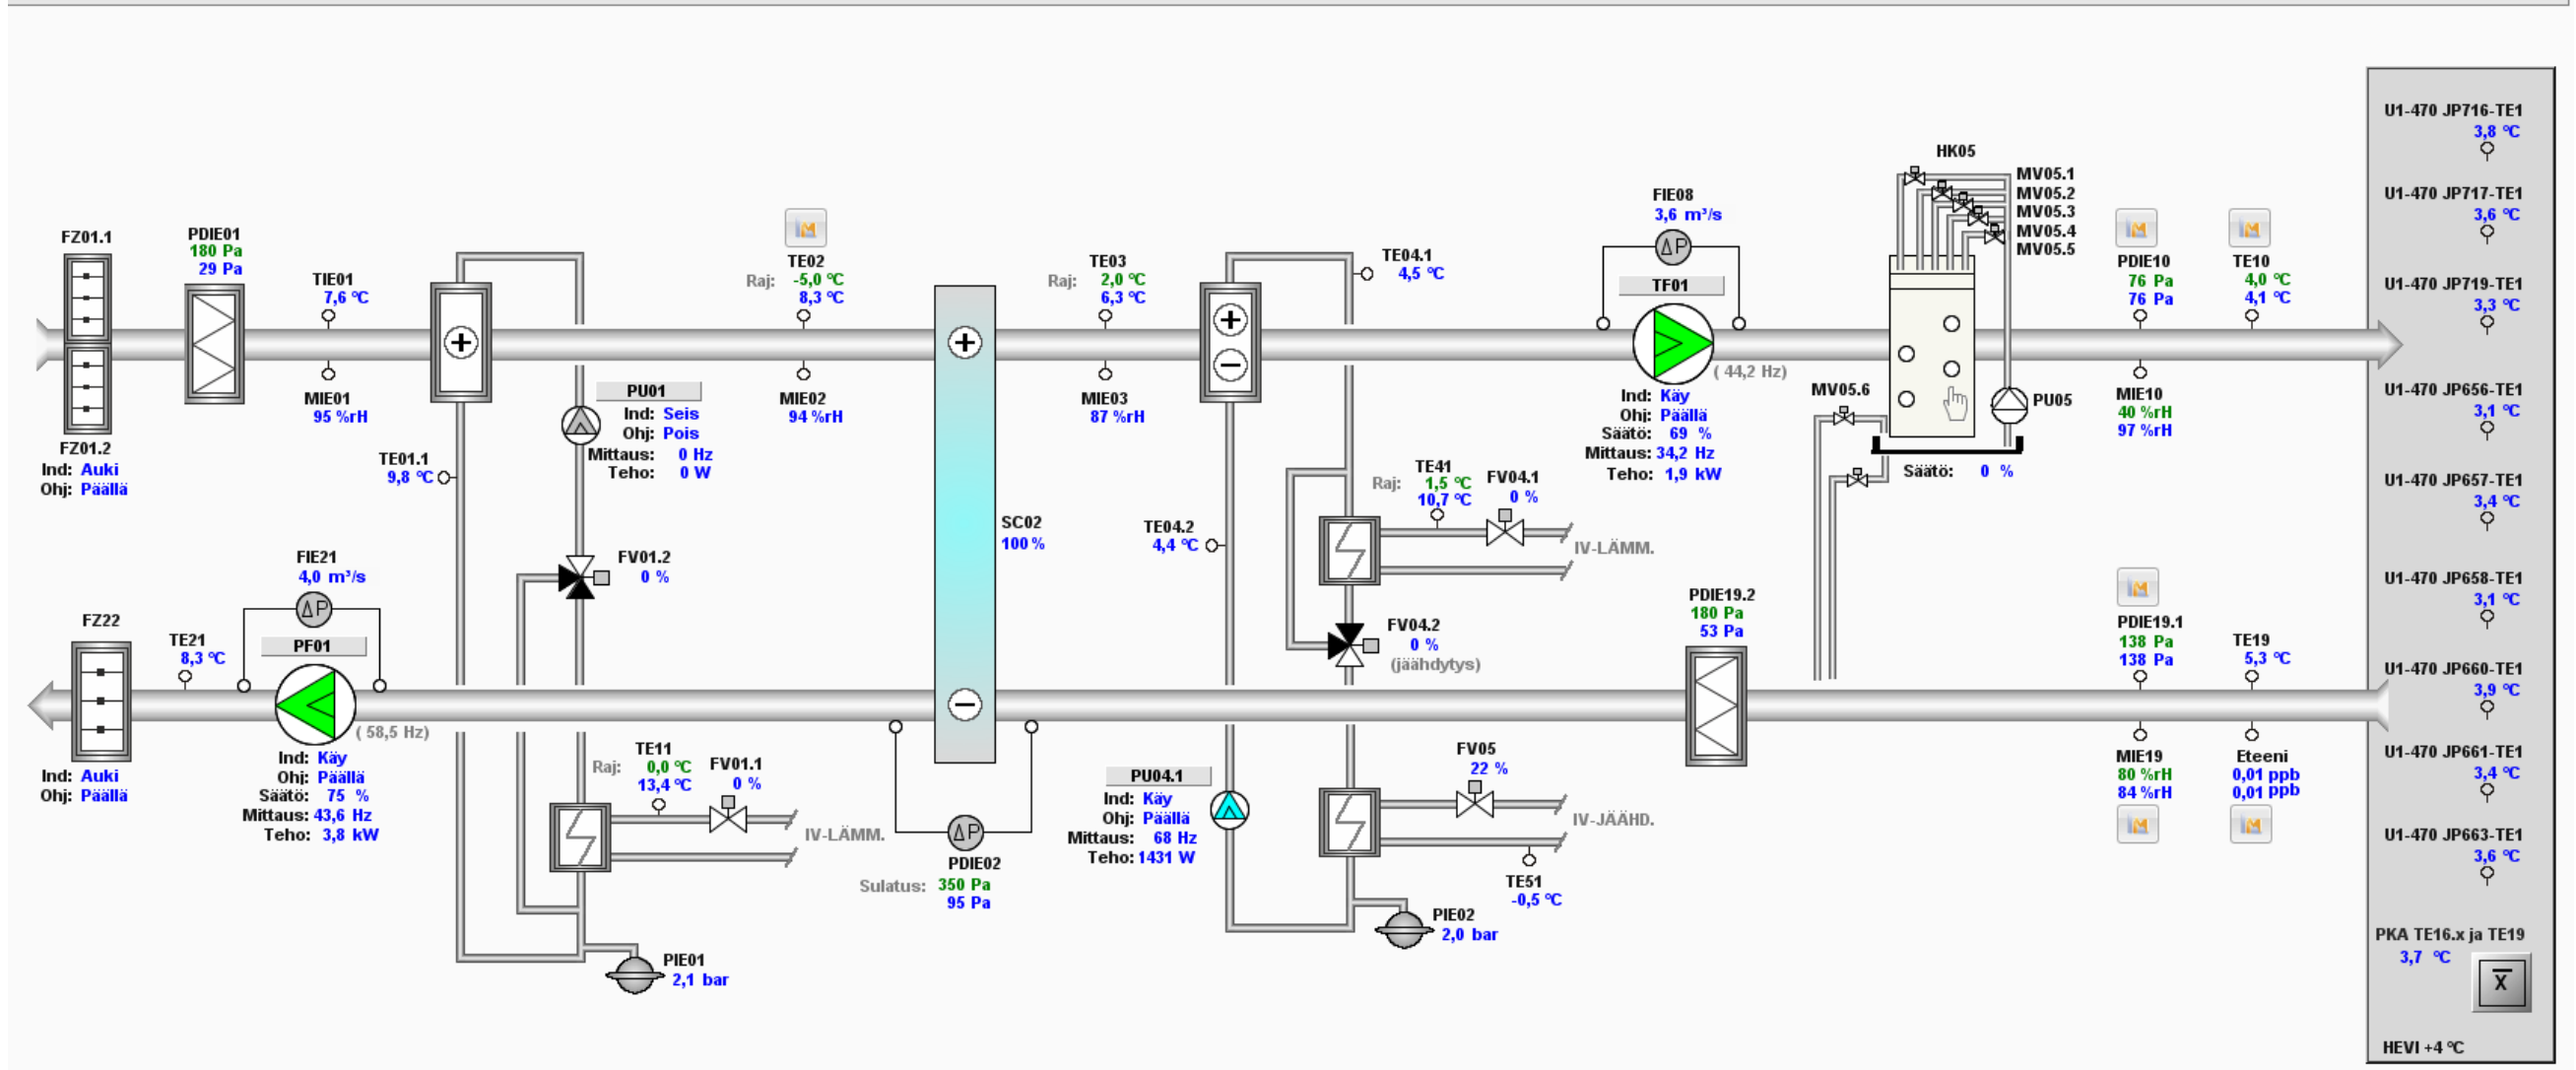 FZ01.1
FZ01.2
Ind: Auki
Ohj: Päällä
PDIE01
180 Pa
29 Pa
TIE01
7,6 °C
MIE01
95 %rH
TE01.1
9,8 °C
PU01
Ind: Seis
Ohj: Pois
Mittaus: 0 Hz
Teho: 0 W
FV01.2
0 %
TE02
Raj: -5,0 °C
8,3 °C
MIE02
94 %rH
SC02
100 %
TE03
Raj: 2,0 °C
6,3 °C
MIE03
87 %rH
TE04.1
4,5 °C
TE04.2
4,4 °C
TE41
Raj: 1,5 °C
10,7 °C
FV04.1
0 %
IV-LÄMM.
FV04.2
0 %
(jäähdytys)
FIE08
3,6 m³/s
ΔP
TF01
( 44,2 Hz)
Ind: Käy
Ohj: Päällä
Säätö: 69 %
Mittaus: 34,2 Hz
Teho: 1,9 kW
HK05
MV05.1
MV05.2
MV05.3
MV05.4
MV05.5
MV05.6
PU05
Säätö: 0 %
PDIE10
76 Pa
76 Pa
MIE10
40 %rH
97 %rH
TE10
4,0 °C
4,1 °C
FZ22
Ind: Auki
Ohj: Päällä
TE21
8,3 °C
FIE21
4,0 m³/s
ΔP
PF01
( 58,5 Hz)
Ind: Käy
Ohj: Päällä
Säätö: 75 %
Mittaus: 43,6 Hz
Teho: 3,8 kW
TE11
Raj: 0,0 °C
13,4 °C
FV01.1
0 %
IV-LÄMM.
PIE01
2,1 bar
ΔP
PDIE02
Sulatus: 350 Pa
95 Pa
PU04.1
Ind: Käy
Ohj: Päällä
Mittaus: 68 Hz
Teho: 1431 W
FV05
22 %
IV-JÄÄHD.
TE51
-0,5 °C
PIE02
2,0 bar
PDIE19.2
180 Pa
53 Pa
PDIE19.1
138 Pa
138 Pa
MIE19
80 %rH
84 %rH
TE19
5,3 °C
Eteeni
0,01 ppb
0,01 ppb
U1-470 JP716-TE1
3,8 °C
U1-470 JP717-TE1
3,6 °C
U1-470 JP719-TE1
3,3 °C
U1-470 JP656-TE1
3,1 °C
U1-470 JP657-TE1
3,4 °C
U1-470 JP658-TE1
3,1 °C
U1-470 JP660-TE1
3,9 °C
U1-470 JP661-TE1
3,4 °C
U1-470 JP663-TE1
3,6 °C
PKA TE16.x ja TE19
3,7 °C
X
HEVI +4 °C